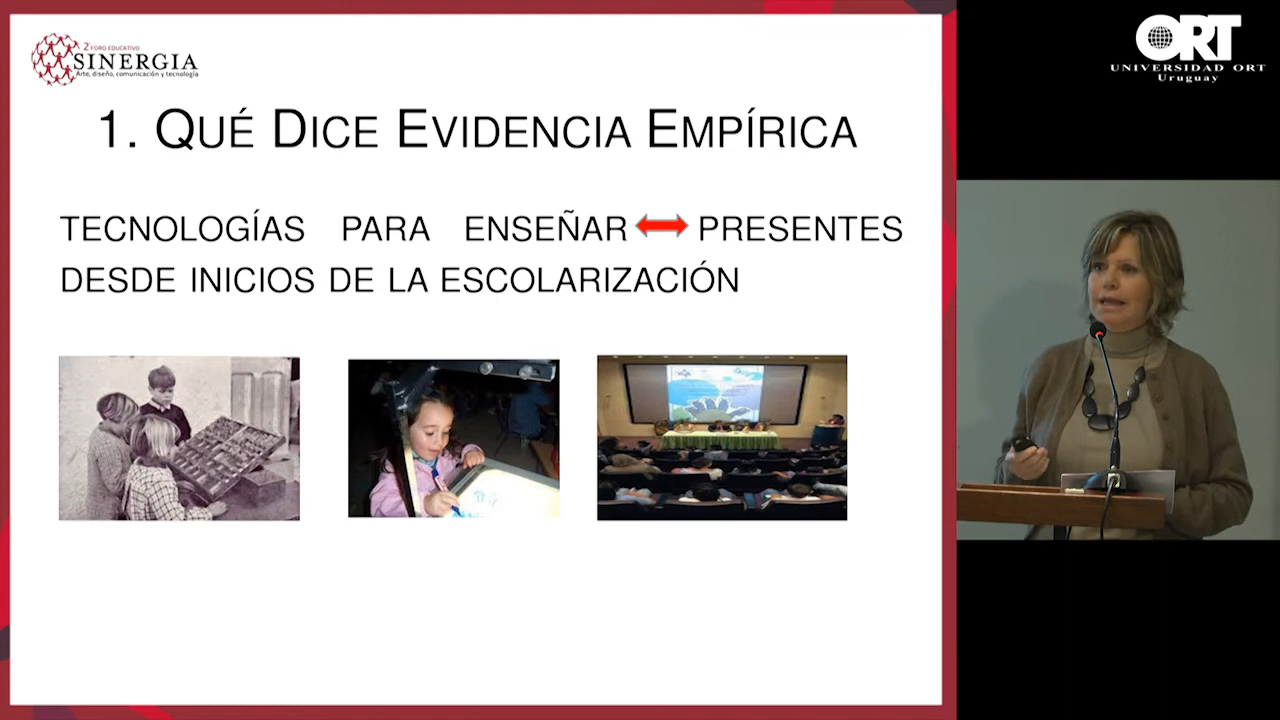 2 FORO EDUCATIVO
SINERGIA
Arte, diseño, comunicación y tecnología
1. QUÉ DICE EVIDENCIA EMPÍRICA
TECNOLOGÍAS PARA ENSEÑAR PRESENTES
DESDE INICIOS DE LA ESCOLARIZACIÓN
ORT
UNIVERSIDAD ORT
Uruguay